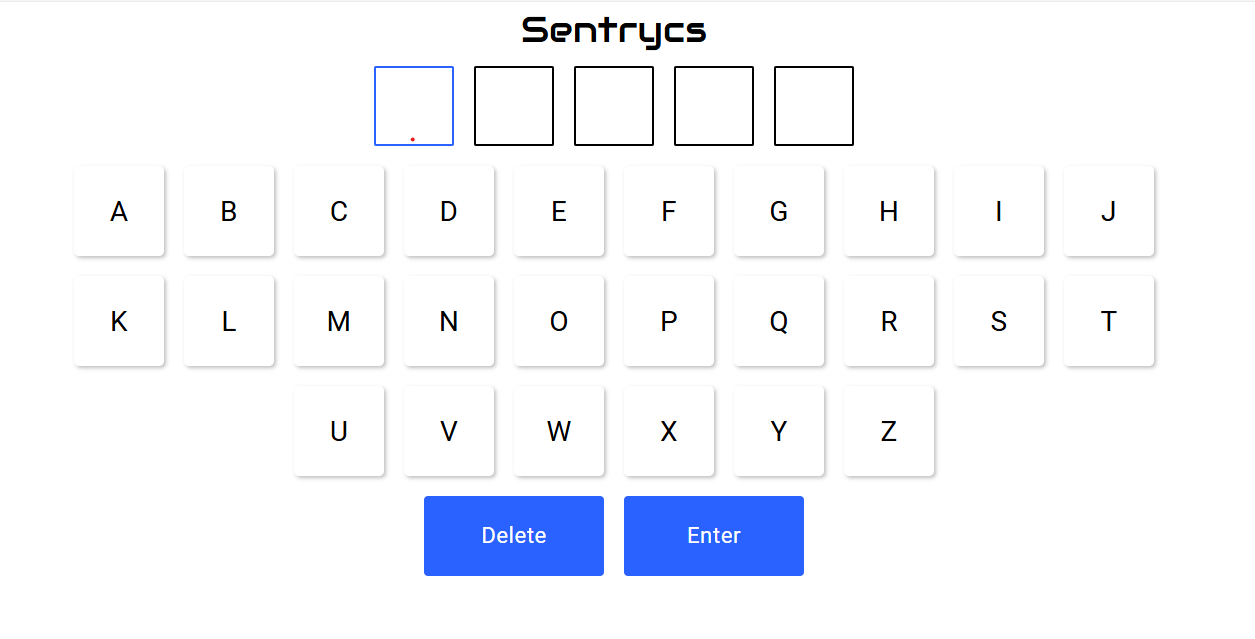 Sentrycs
A B C D E F G H I J
K L M N O P Q R S T
U V W X Y Z
Delete Enter